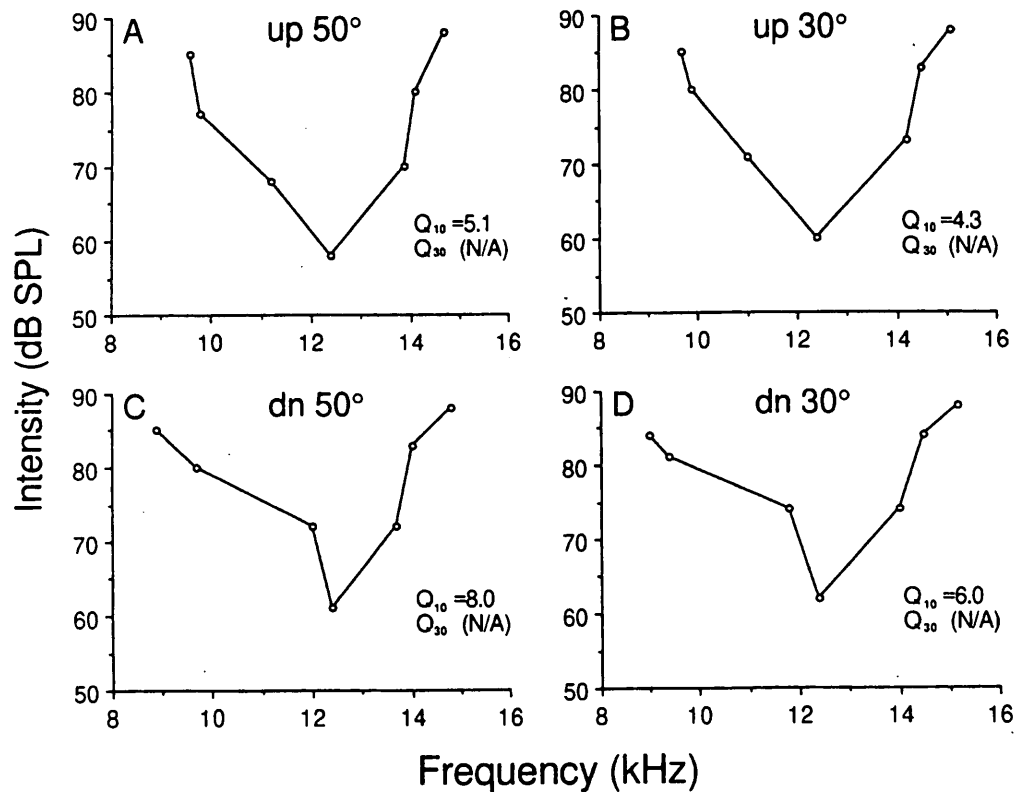 A up 50°
90
80
70
60
50
Q₁₀ =5.1
Q₃₀ (N/A)
8 10 12 14 16
B up 30°
90
80
70
60
50
Q₁₀ =4.3
Q₃₀ (N/A)
8 10 12 14 16
C dn 50°
90
80
70
60
50
Q₁₀ =8.0
Q₃₀ (N/A)
8 10 12 14 16
D dn 30°
90
80
70
60
50
Q₁₀ =6.0
Q₃₀ (N/A)
8 10 12 14 16
Intensity (dB SPL)
Frequency (kHz)